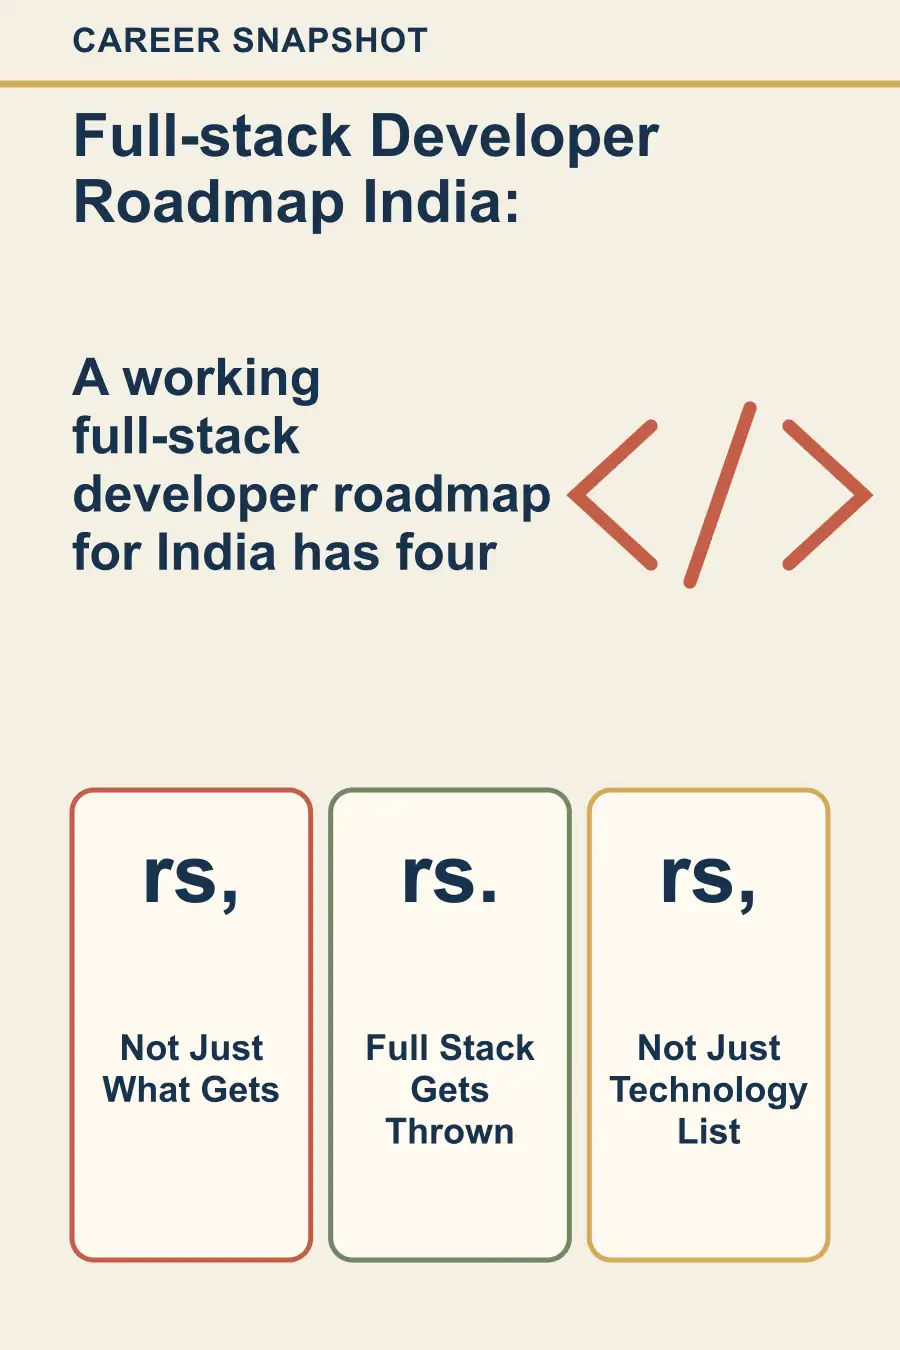 CAREER SNAPSHOT
Full-stack Developer
Roadmap India:
A working
full-stack
developer roadmap
for India has four
rs,
Not Just
What Gets
rs.
Full Stack
Gets
Thrown
rs,
Not Just
Technology
List